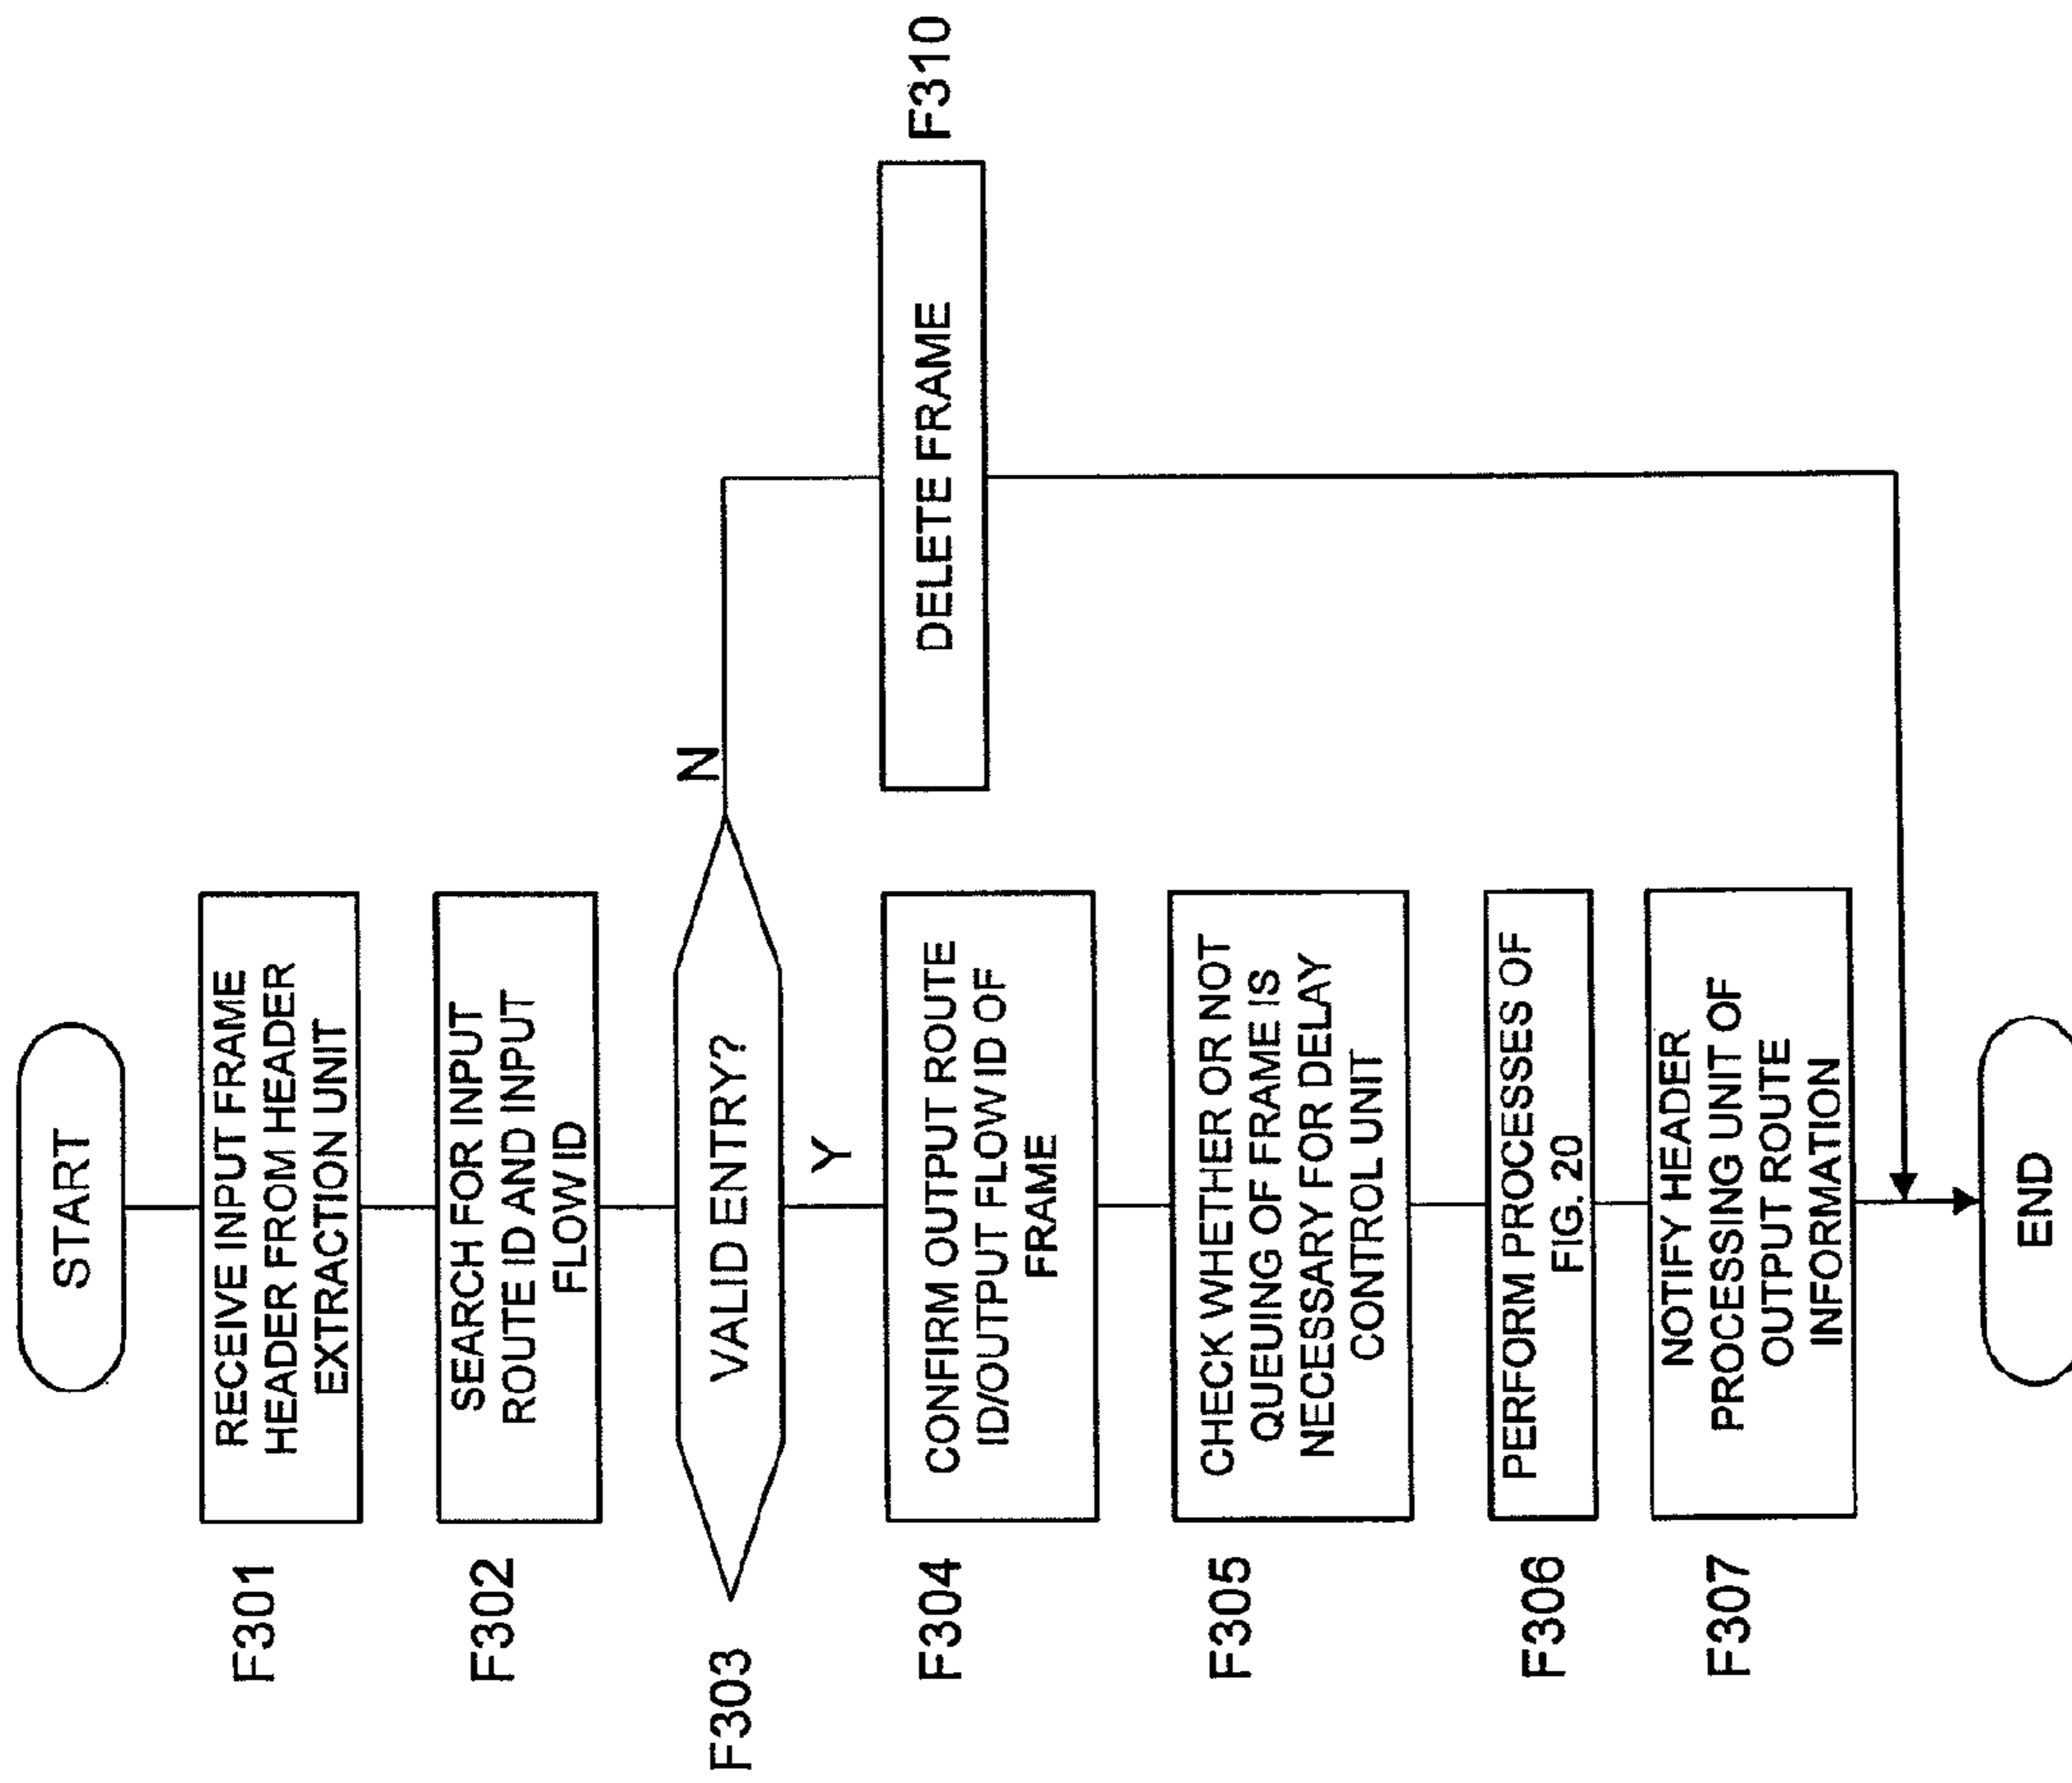 START
F301
RECEIVE INPUT FRAME
HEADER FROM HEADER
EXTRACTION UNIT
F302
SEARCH FOR INPUT
ROUTE ID AND INPUT
FLOW ID
F303
VALID ENTRY?
N
Y
F304
CONFIRM OUTPUT ROUTE
ID/OUTPUT FLOW ID OF
FRAME
DELETE FRAME
F310
F305
CHECK WHETHER OR NOT
QUEUING OF FRAME IS
NECESSARY FOR DELAY
CONTROL UNIT
F306
PERFORM PROCESSES OF
FIG. 20
F307
NOTIFY HEADER
PROCESSING UNIT OF
OUTPUT ROUTE
INFORMATION
END